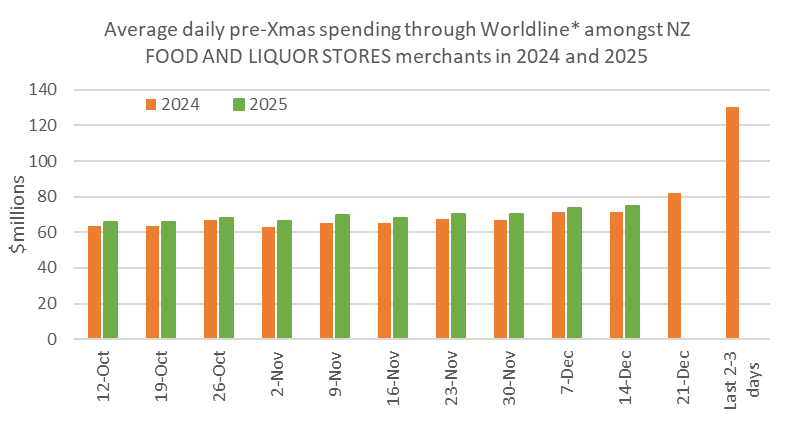 Average daily pre-Xmas spending through Worldline* amongst NZ
FOOD AND LIQUOR STORES merchants in 2024 and 2025
$millions
140
120
100
80
60
40
20
0
2024
2025
12-Oct
19-Oct
26-Oct
2-Nov
9-Nov
16-Nov
23-Nov
30-Nov
7-Dec
14-Dec
21-Dec
Last 2-3
days